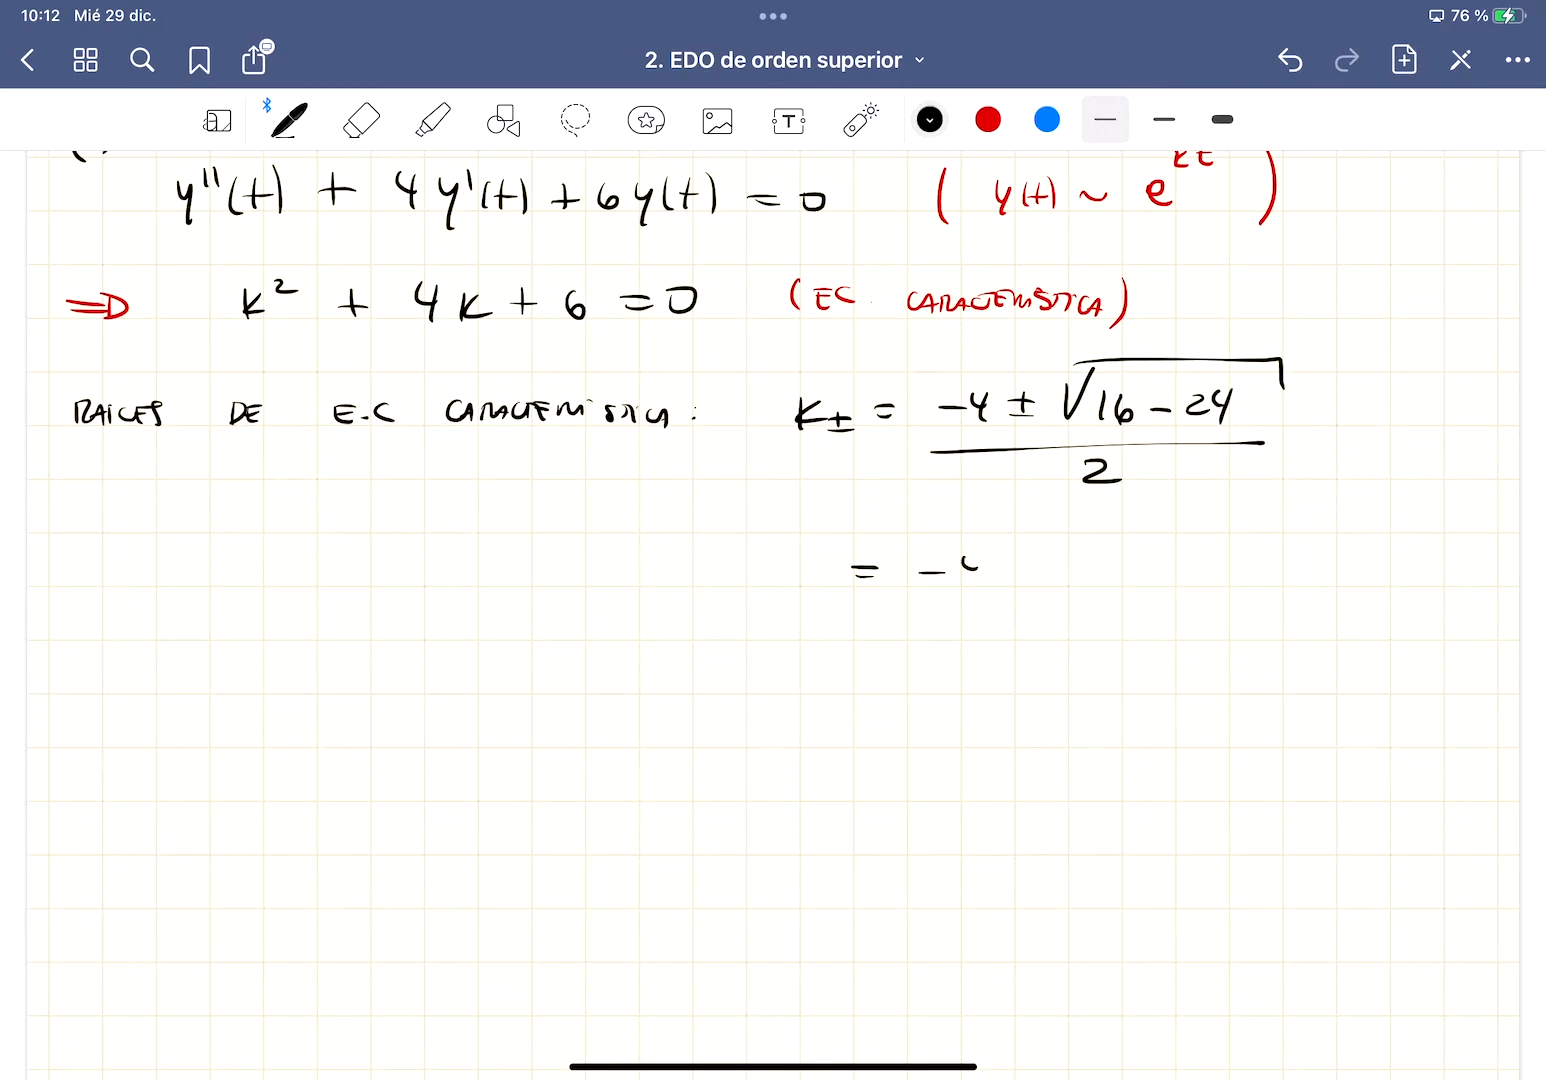 10:12 Mié 29 dic. 76 %
2. EDO de orden superior
y''(t) + 4y'(t) + 6y(t) = 0 ( y(t) ~ e^{kt} )
⇒ k² + 4k + 6 = 0 (EC. CARACTERÍSTICA)
RAICES DE E.C CARACTERÍSTICA: k± = (-4 ± √(16 - 24)) / 2
= -